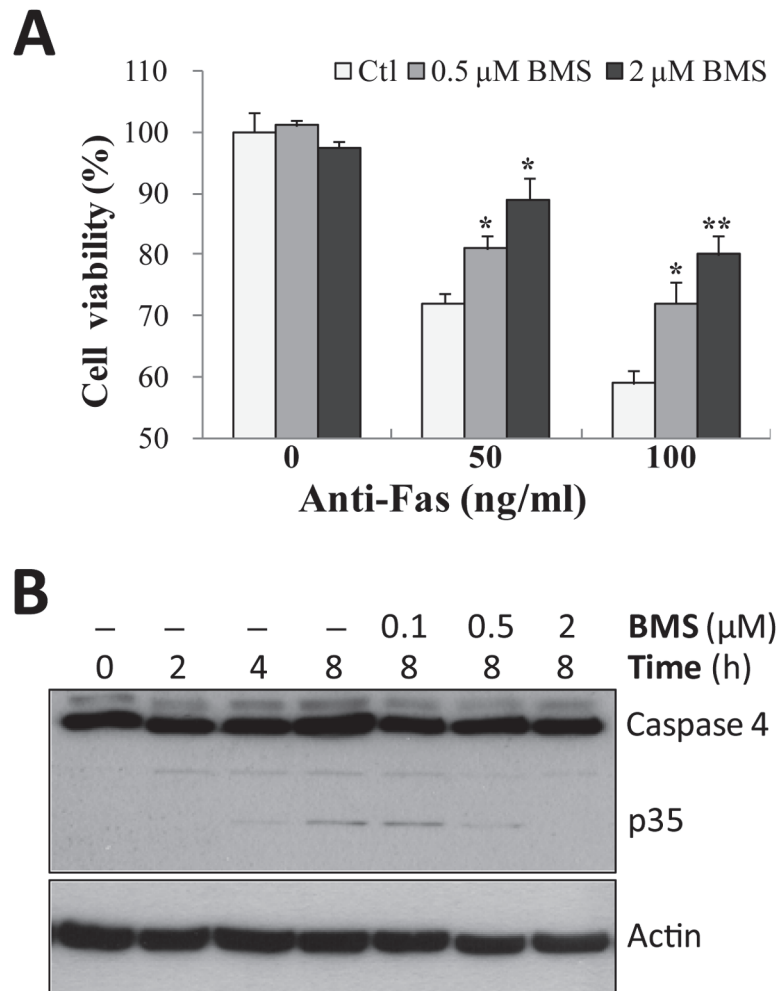 A
110
100
90
80
70
60
50
Cell viability (%)
Ctl 0.5 μM BMS 2 μM BMS
* *
* **
0 50 100
Anti-Fas (ng/ml)
B
– – – – 0.1 0.5 2 BMS (μM)
0 2 4 8 8 8 8 Time (h)
Caspase 4
p35
Actin